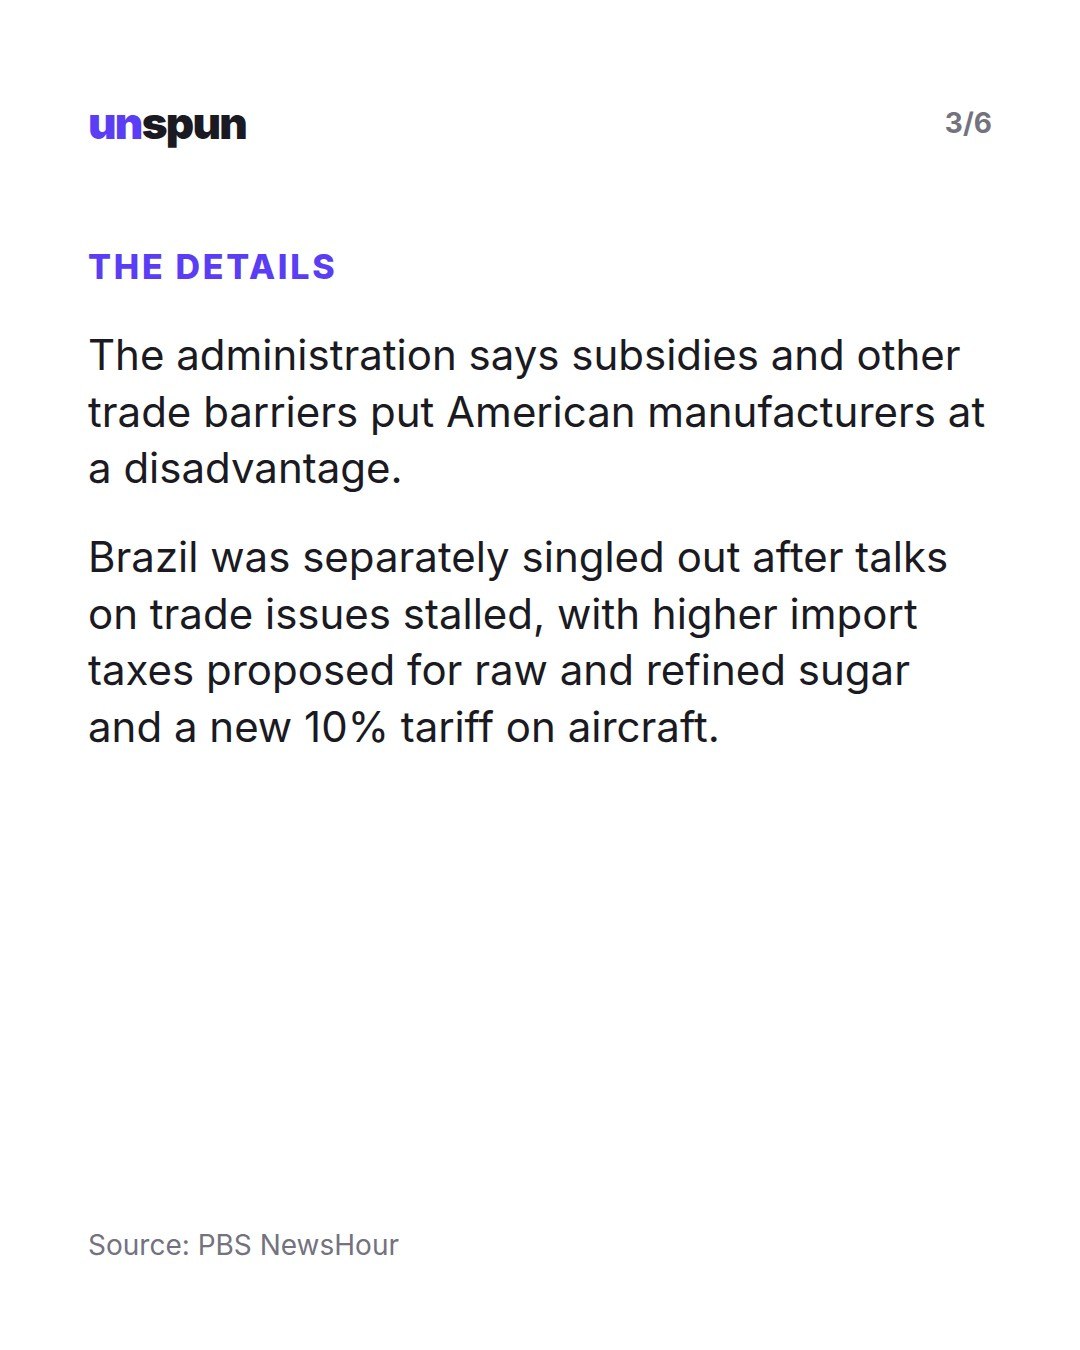 unspun
3/6
THE DETAILS
The administration says subsidies and other
trade barriers put American manufacturers at
a disadvantage.
Brazil was separately singled out after talks
on trade issues stalled, with higher import
taxes proposed for raw and refined sugar
and a new 10% tariff on aircraft.
Source: PBS NewsHour